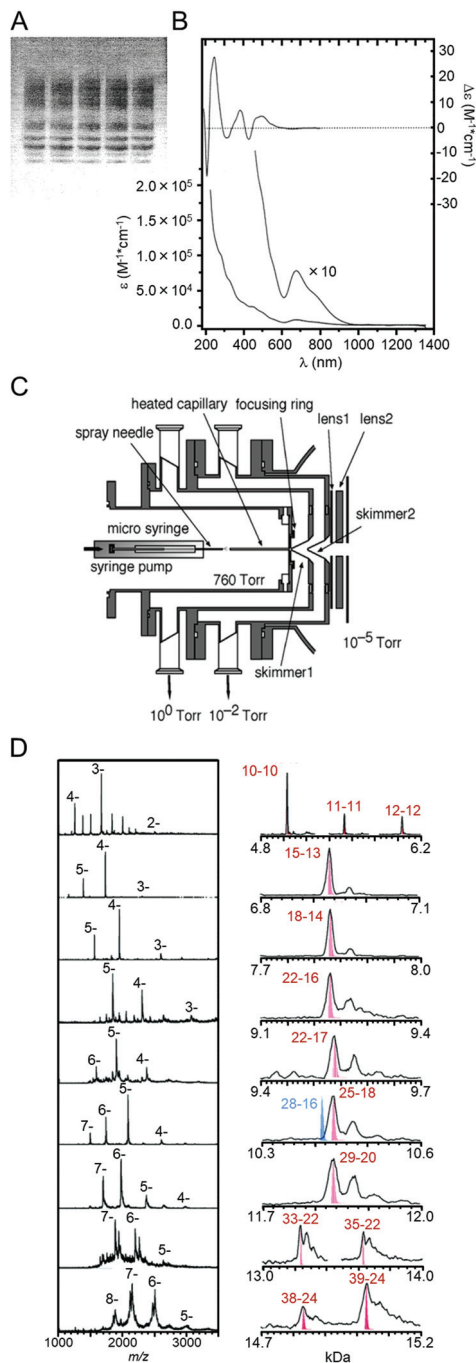 A
B
30
20
10
0
-10
-20
-30
Δε (M⁻¹*cm⁻¹)
2.0 × 10⁵
1.5 × 10⁵
1.0 × 10⁵
5.0 × 10⁴
0.0
ε (M⁻¹*cm⁻¹)
× 10
200 400 600 800 1000 1200 1400
λ (nm)
C
heated capillary focusing ring lens1 lens2
spray needle
skimmer2
micro syringe
syringe pump
760 Torr
skimmer1
10⁻⁵ Torr
10⁰ Torr 10⁻² Torr
D
3-
4-
2-
10-10
11-11
12-12
4.8 6.2
4-
5-
3-
15-13
6.8 7.1
4-
5-
3-
18-14
7.7 8.0
5-
4-
3-
22-16
9.1 9.4
5-
6-
4-
22-17
9.4 9.7
5-
6-
7-
4-
25-18
28-16
10.3 10.6
6-
7-
5-
4-
29-20
11.7 12.0
7-
6-
5-
33-22
35-22
13.0 14.0
7-
8-
6-
5-
38-24
39-24
14.7 15.2
1000 2000 3000
m/z
kDa